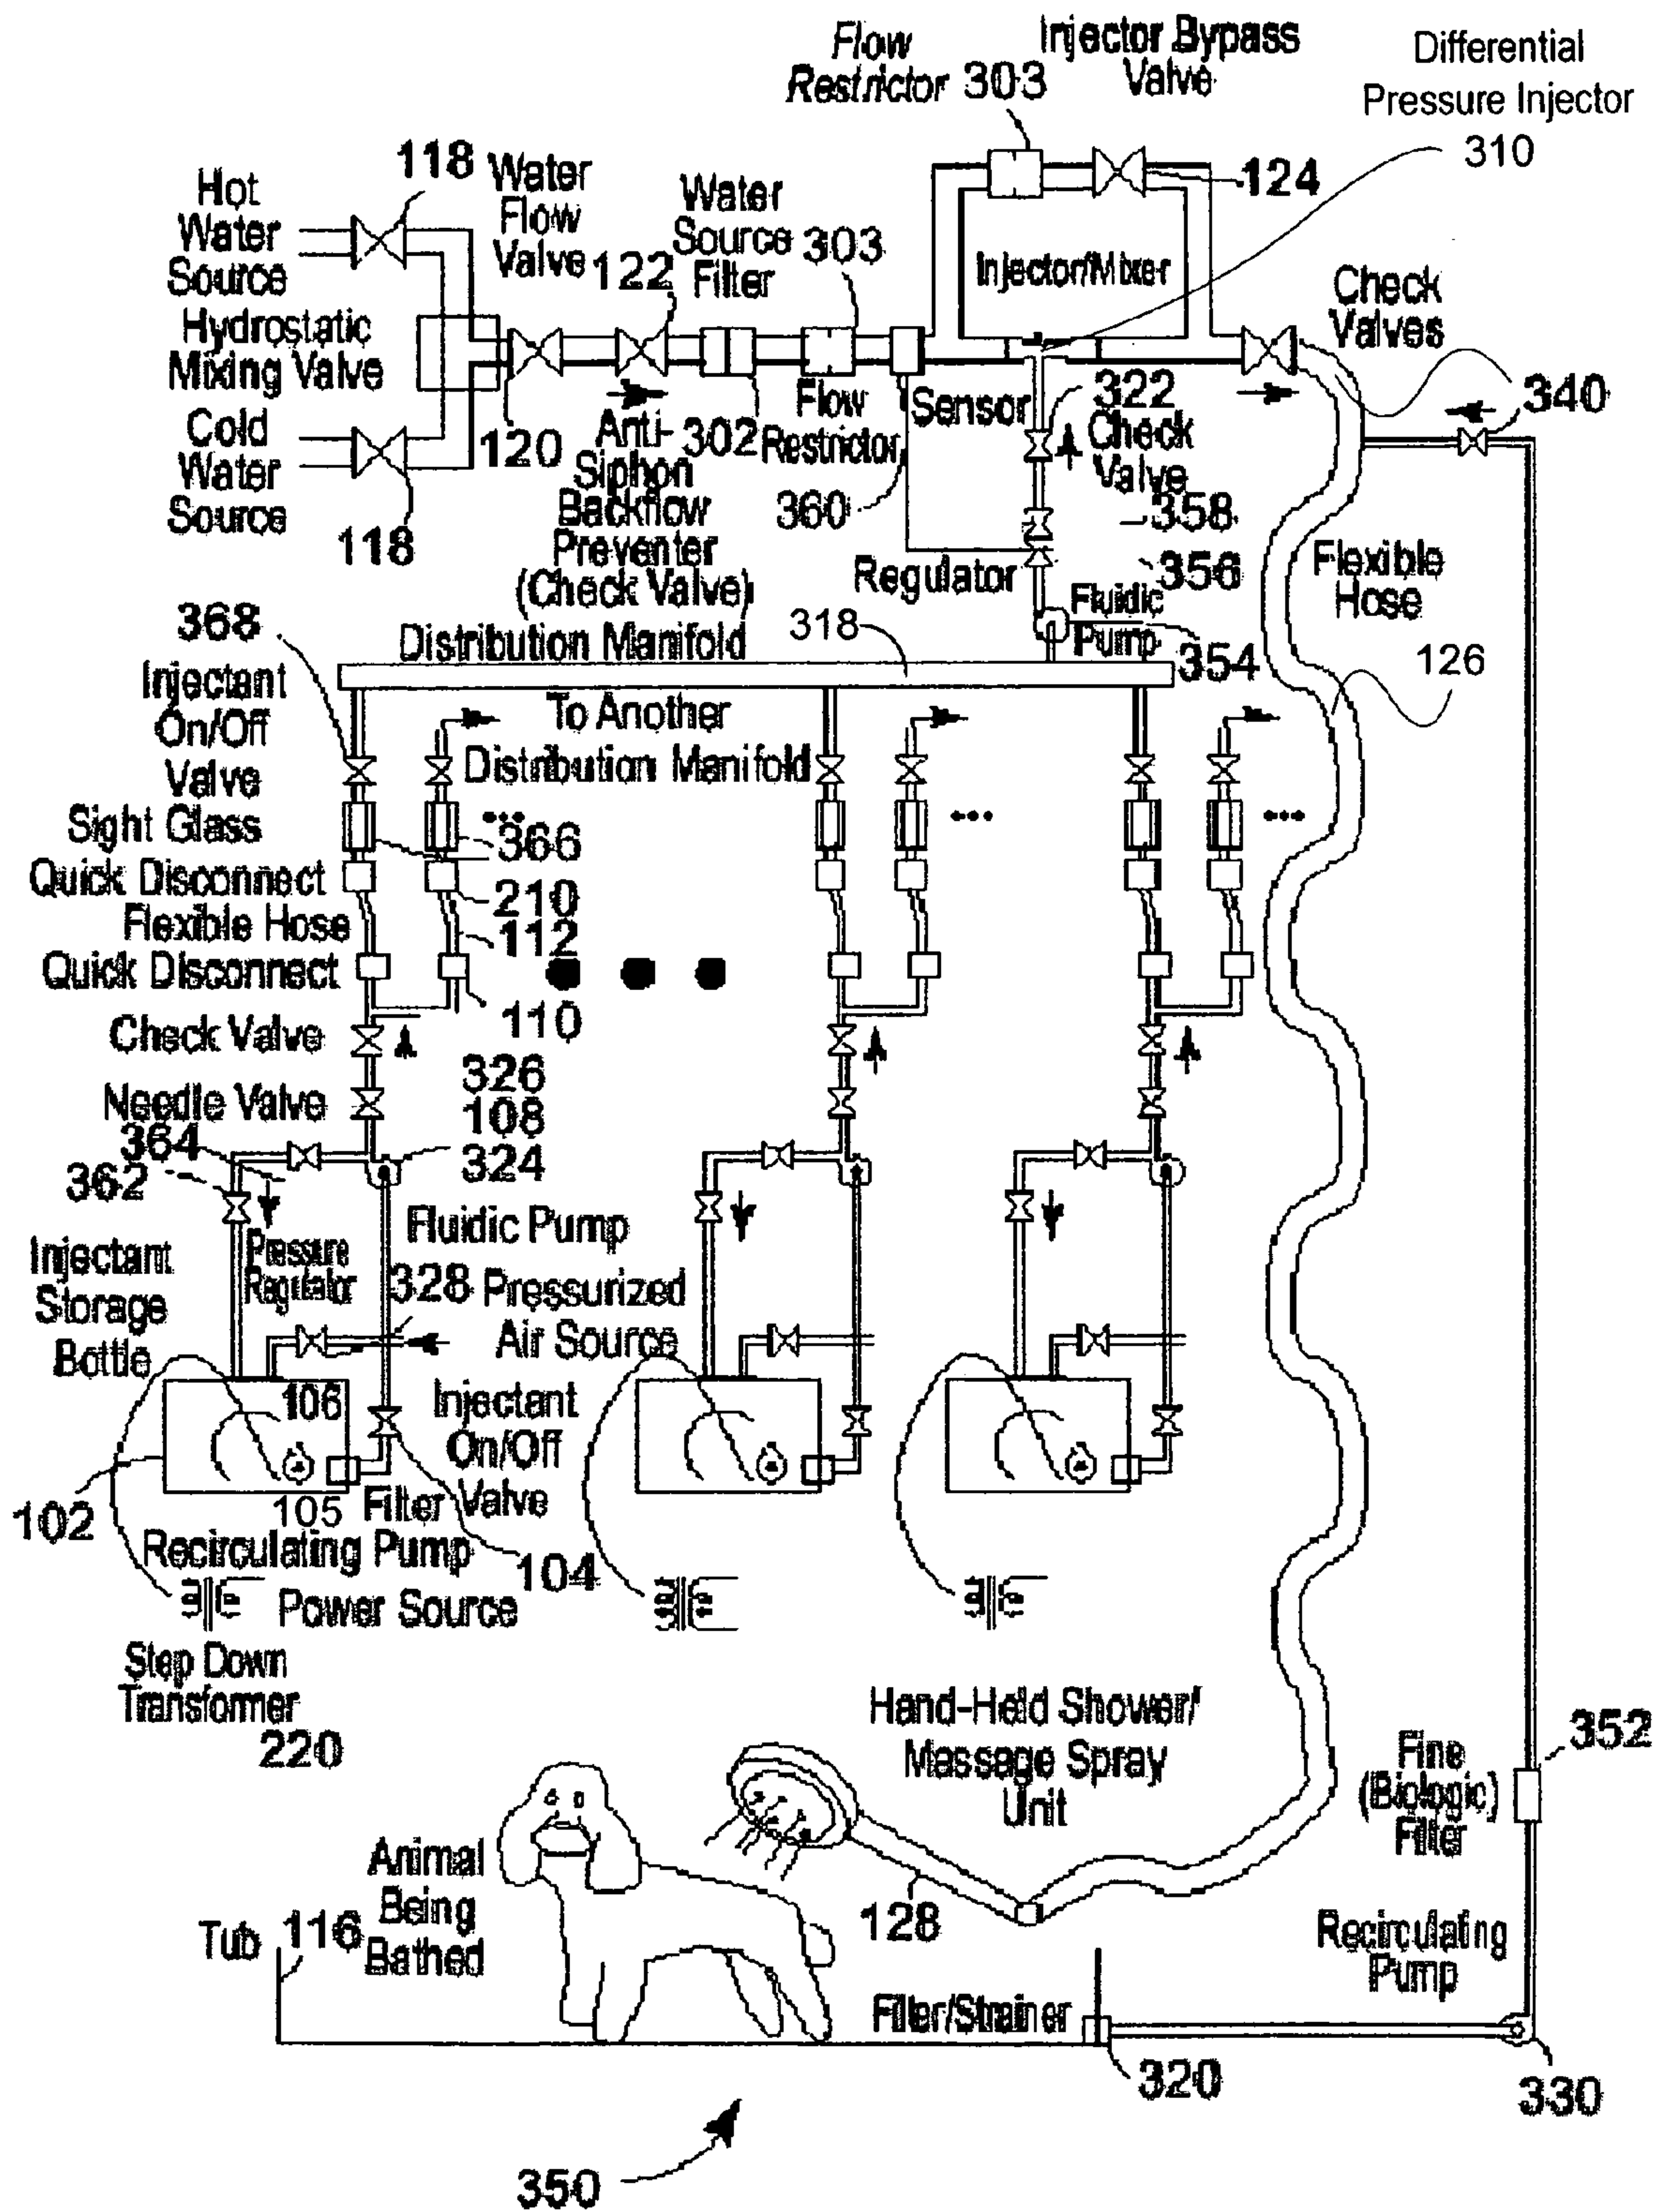 Flow
Restrictor 303
Injector Bypass
Valve
Differential
Pressure Injector
310
Hot
Water
Source
118
Water
Flow
Valve 122
Water
Source
Filter
303
124
Injector/Mixer
Check
Valves
Hydrostatic
Mixing Valve
Cold
Water
Source
118
120
Anti-
Siphon
Backflow
Preventer
(Check Valve)
302
Flow
Restrictor
360
Sensor
322
Check
Valve
340
358
Regulator
356
Fluidic
Pump
354
Flexible
Hose
126
368
Distribution Manifold
318
Injectant
On/Off
Valve
To Another
Distribution Manifold
Sight Glass
...
366
...
...
Quick Disconnect
210
Flexible Hose
112
Quick Disconnect
110
Check Valve
326
Needle Valve
108
364
324
362
Fluidic Pump
Injectant
Storage
Bottle
Pressure
Regulator
328
Pressurized
Air Source
106
Injectant
On/Off
Valve
102
105
Filter
Recirculating Pump
104
Power Source
Step Down
Transformer
220
Hand-Held Shower/
Massage Spray
Unit
352
Fine
(Biologic)
Filter
Animal
Being
Bathed
128
Tub 116
Recirculating
Pump
Filler/Strainer
320
330
350